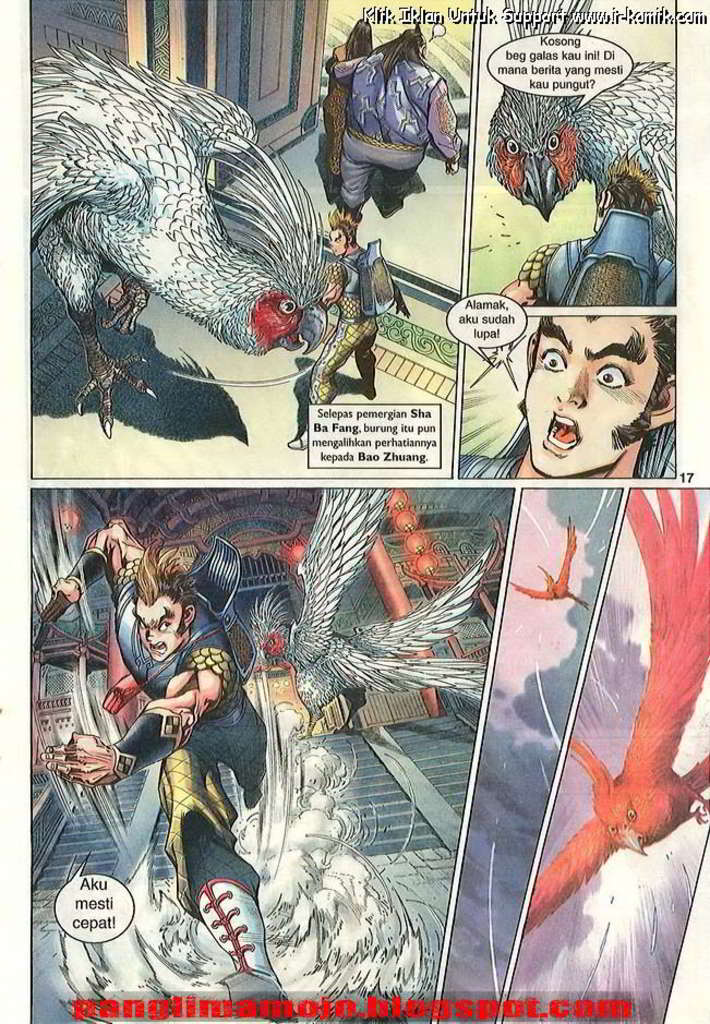 Klik Iklan Untuk Support www.ir-komik.com
Kosong
beg galas kau ini! Di
mana berita yang mesti
kau pungut?
Alamak,
aku sudah
lupa!
Selepas pemergian Sha
Ba Fang, burung itu pun
mengalihkan perhatiannya
kepada Bao Zhuang.
17
Aku
mesti
cepat!
panglimamojo.blogspot.com